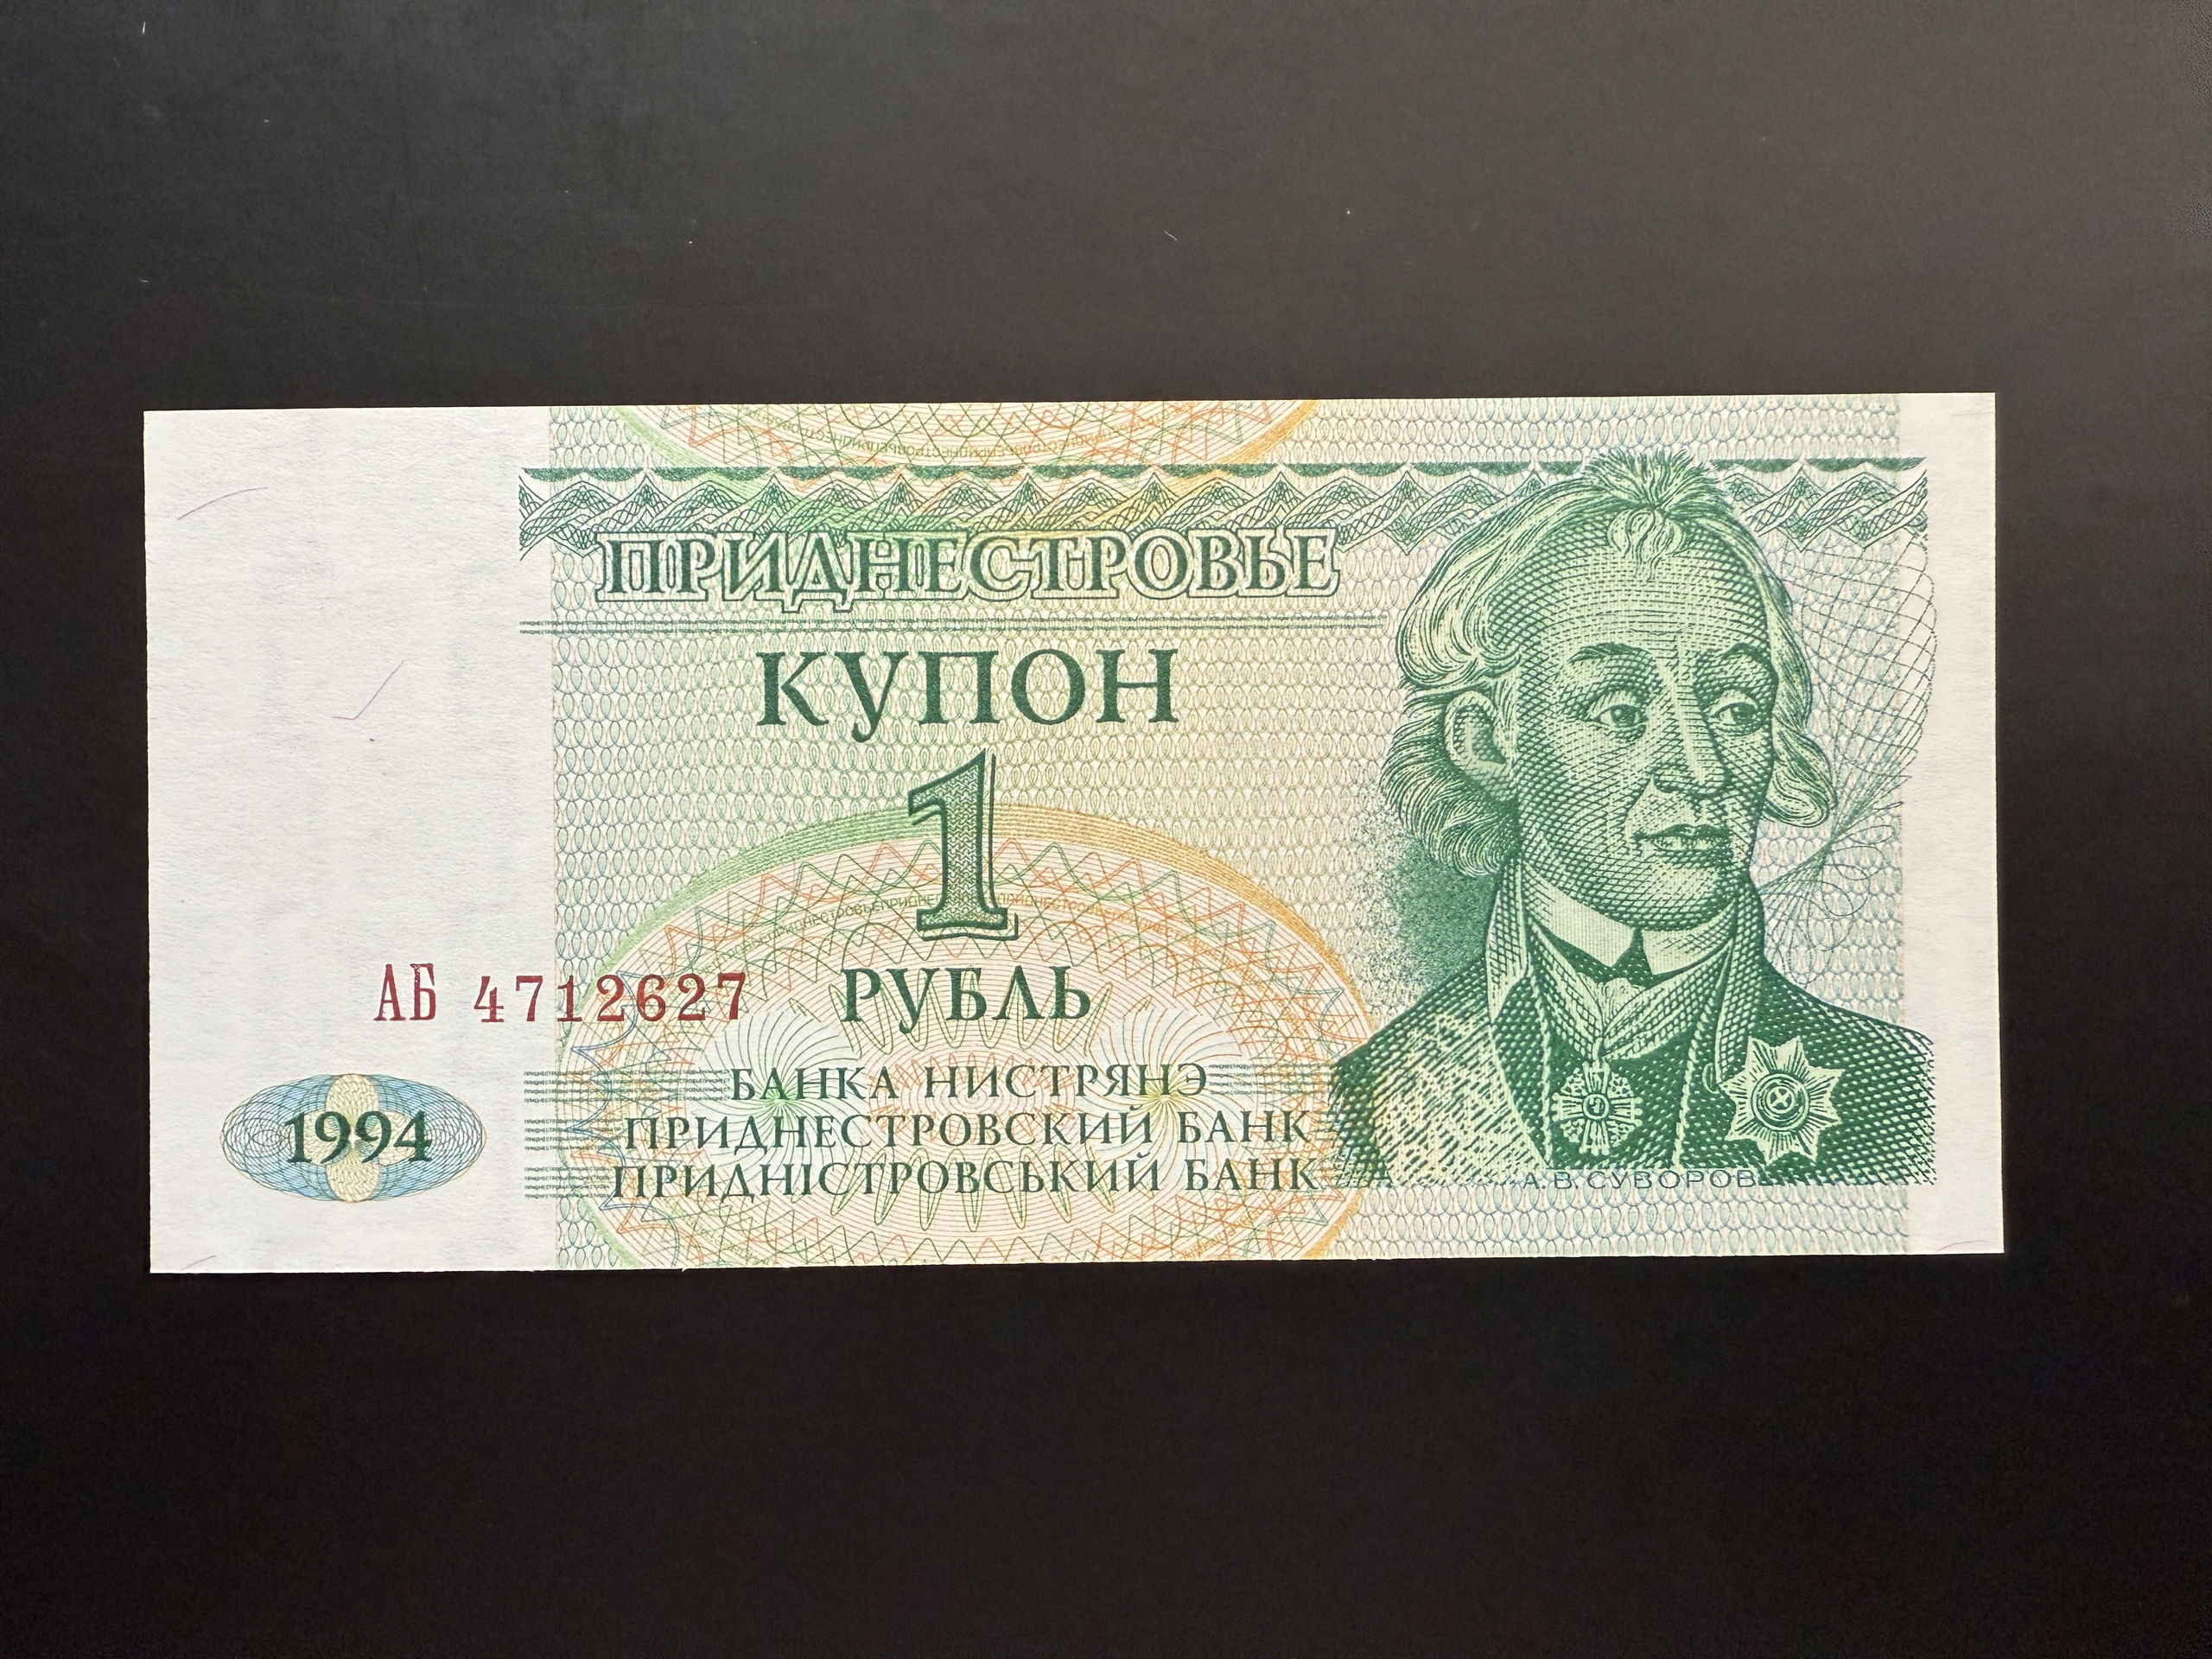 ПРИДНЕСТРОВЬЕ
КУПОН
1
РУБЛЬ
АБ 4712627
БАНКА НИСТРЯНЭ
ПРИДНЕСТРОВСКИЙ БАНК
ПРИДНІСТРОВСЬКИЙ БАНК
1994
А.В.СУВОРОВ